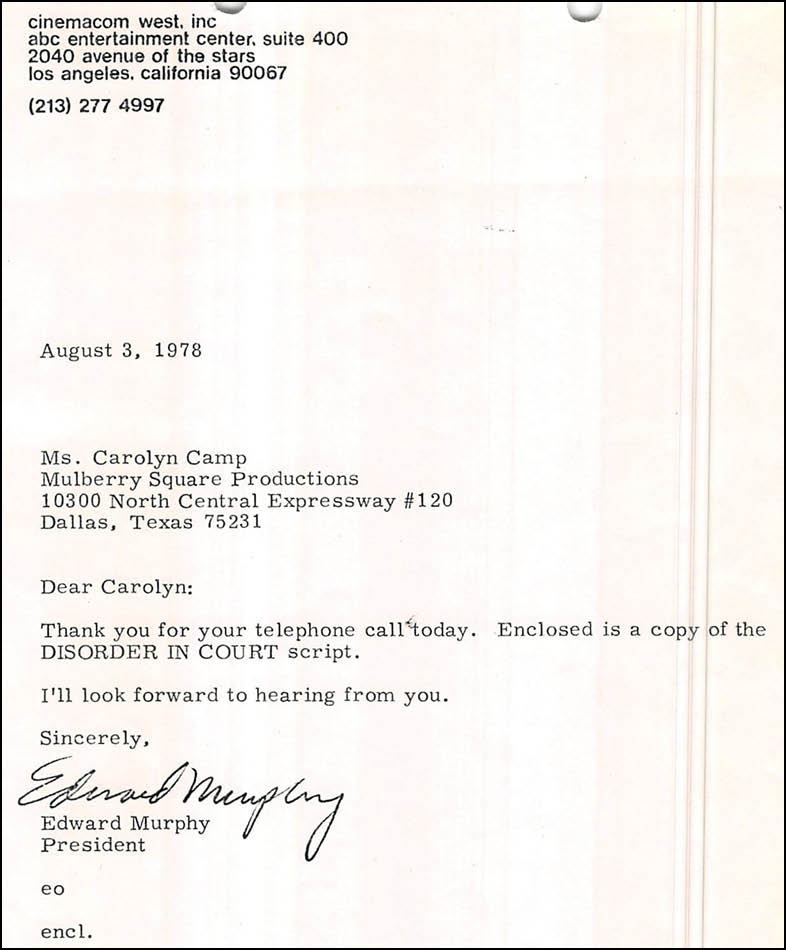 cinemacom west, inc
abc entertainment center, suite 400
2040 avenue of the stars
los angeles, california 90067
(213) 277 4997
August 3, 1978
Ms. Carolyn Camp
Mulberry Square Productions
10300 North Central Expressway #120
Dallas, Texas 75231
Dear Carolyn:
Thank you for your telephone call today. Enclosed is a copy of the
DISORDER IN COURT script.
I'll look forward to hearing from you.
Sincerely,
Edward Murphy
Edward Murphy
President
eo
encl.